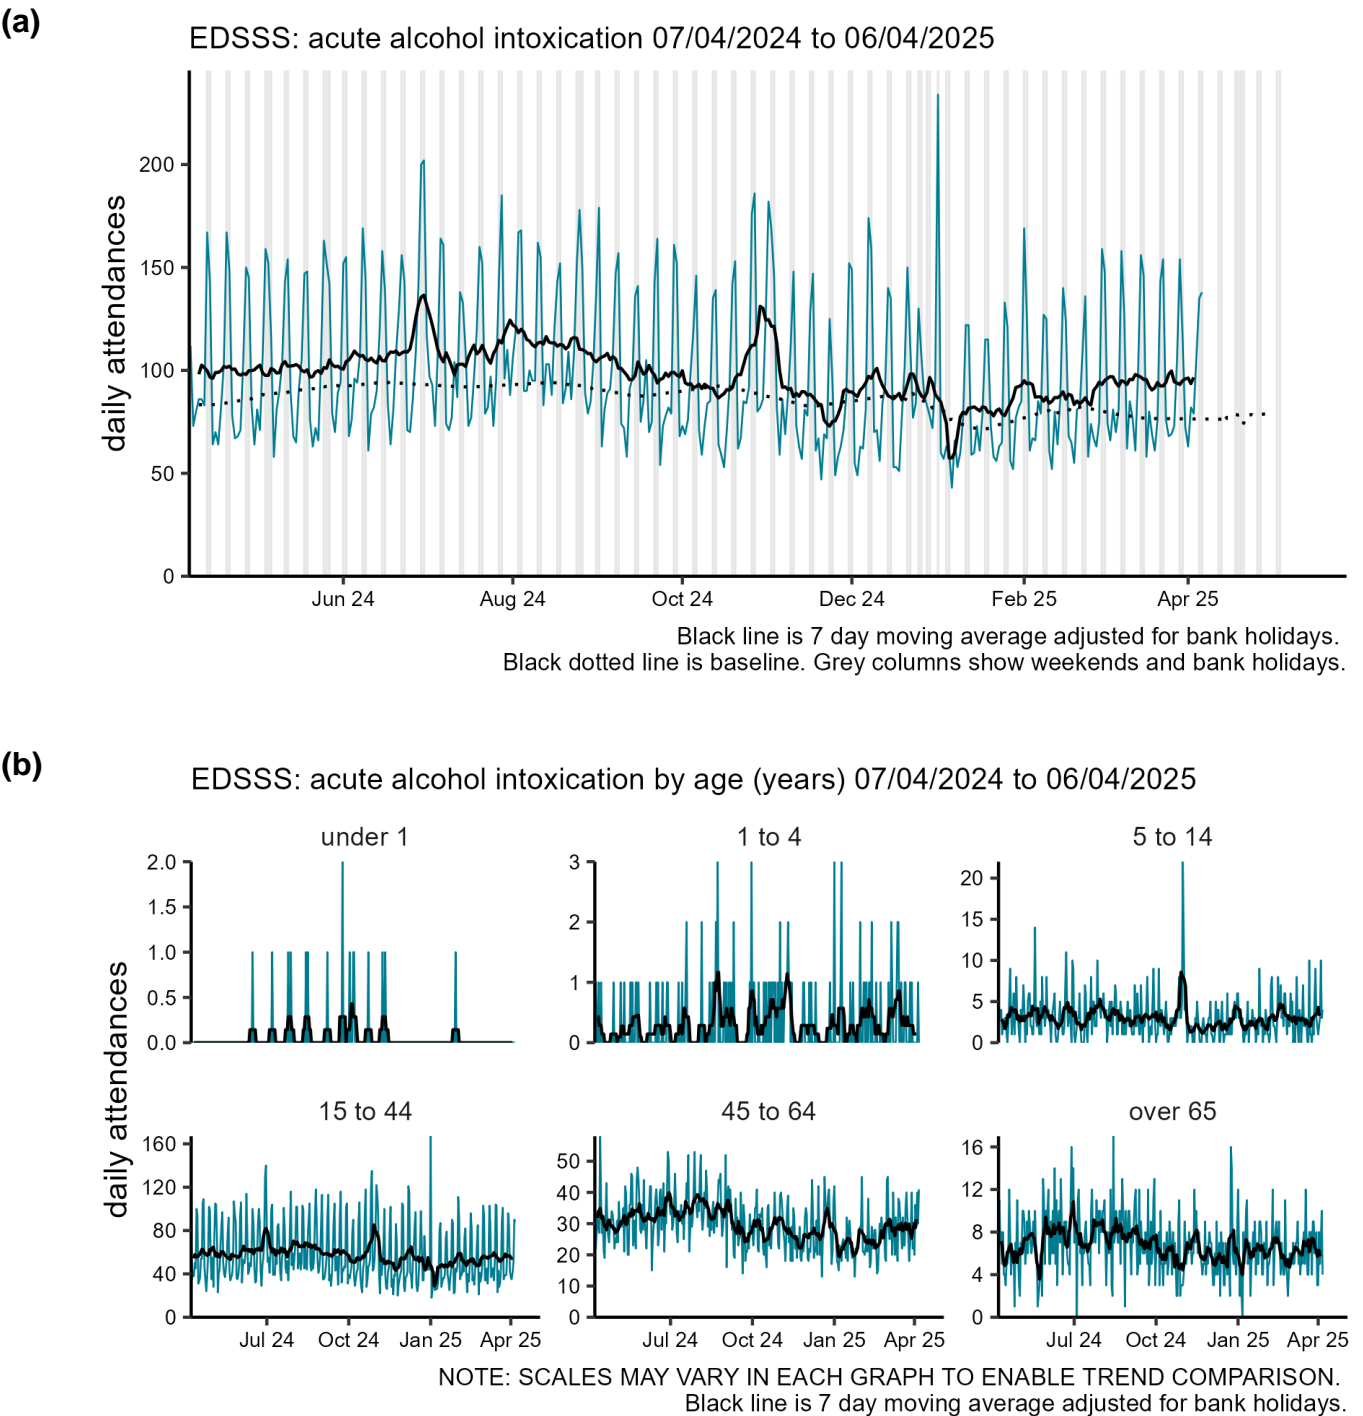 (a)
EDSSS: acute alcohol intoxication 07/04/2024 to 06/04/2025
daily attendances
200
150
100
50
0
Jun 24 Aug 24 Oct 24 Dec 24 Feb 25 Apr 25
Black line is 7 day moving average adjusted for bank holidays.
Black dotted line is baseline. Grey columns show weekends and bank holidays.
(b)
EDSSS: acute alcohol intoxication by age (years) 07/04/2024 to 06/04/2025
daily attendances
under 1
2.0
1.5
1.0
0.5
0.0
1 to 4
3
2
1
0
5 to 14
20
15
10
5
0
15 to 44
160
120
80
40
0
Jul 24 Oct 24 Jan 25 Apr 25
45 to 64
50
40
30
20
10
0
Jul 24 Oct 24 Jan 25 Apr 25
over 65
16
12
8
4
0
Jul 24 Oct 24 Jan 25 Apr 25
NOTE: SCALES MAY VARY IN EACH GRAPH TO ENABLE TREND COMPARISON.
Black line is 7 day moving average adjusted for bank holidays.